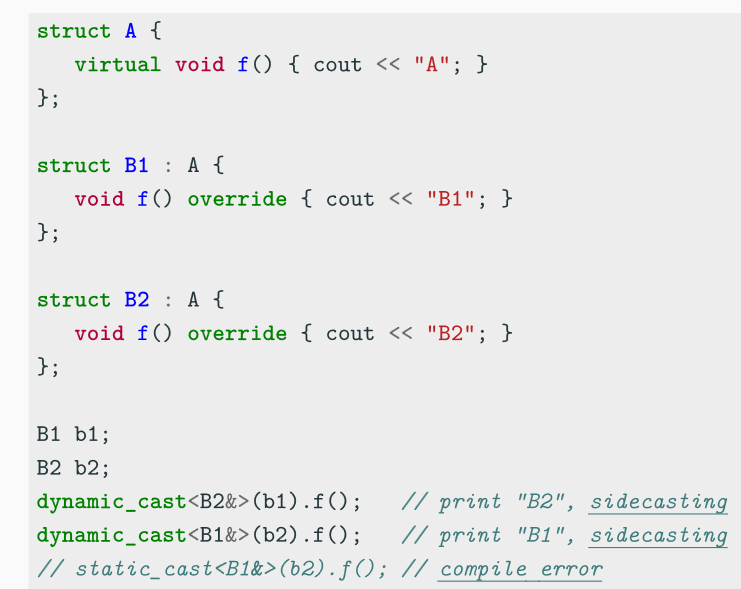 struct A {
   virtual void f() { cout << "A"; }
};

struct B1 : A {
   void f() override { cout << "B1"; }
};

struct B2 : A {
   void f() override { cout << "B2"; }
};

B1 b1;
B2 b2;
dynamic_cast<B2&>(b1).f();   // print "B2", sidecasting
dynamic_cast<B1&>(b2).f();   // print "B1", sidecasting
// static_cast<B1&>(b2).f(); // compile error